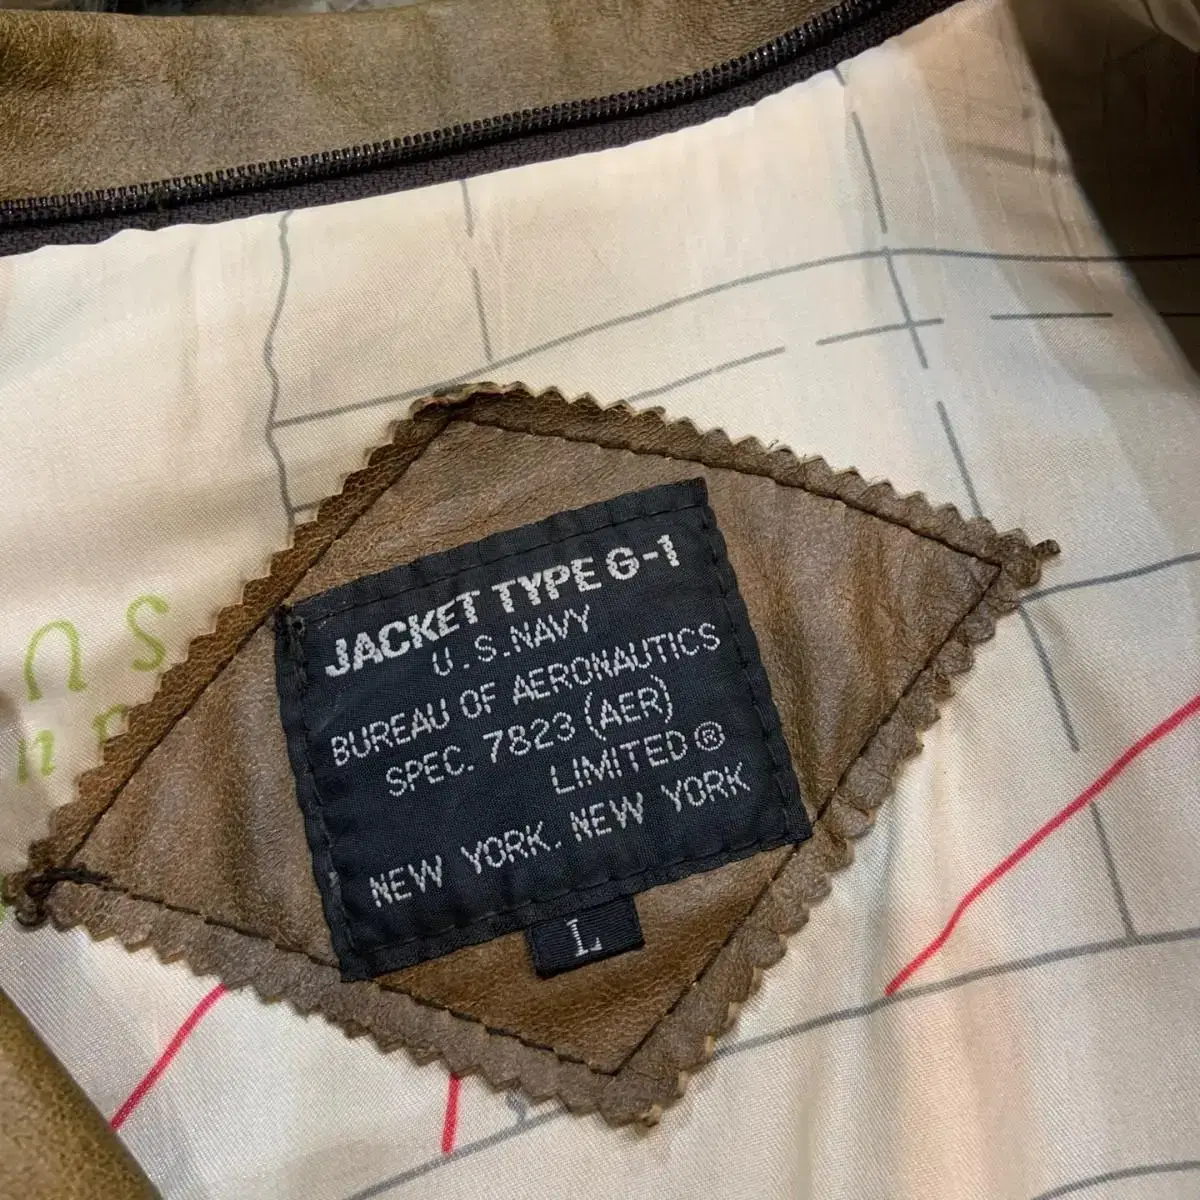 JACKET TYPE G-1
U.S.NAVY
BUREAU OF AERONAUTICS
SPEC. 7823 (AER)
LIMITED®
NEW YORK. NEW YORK
L